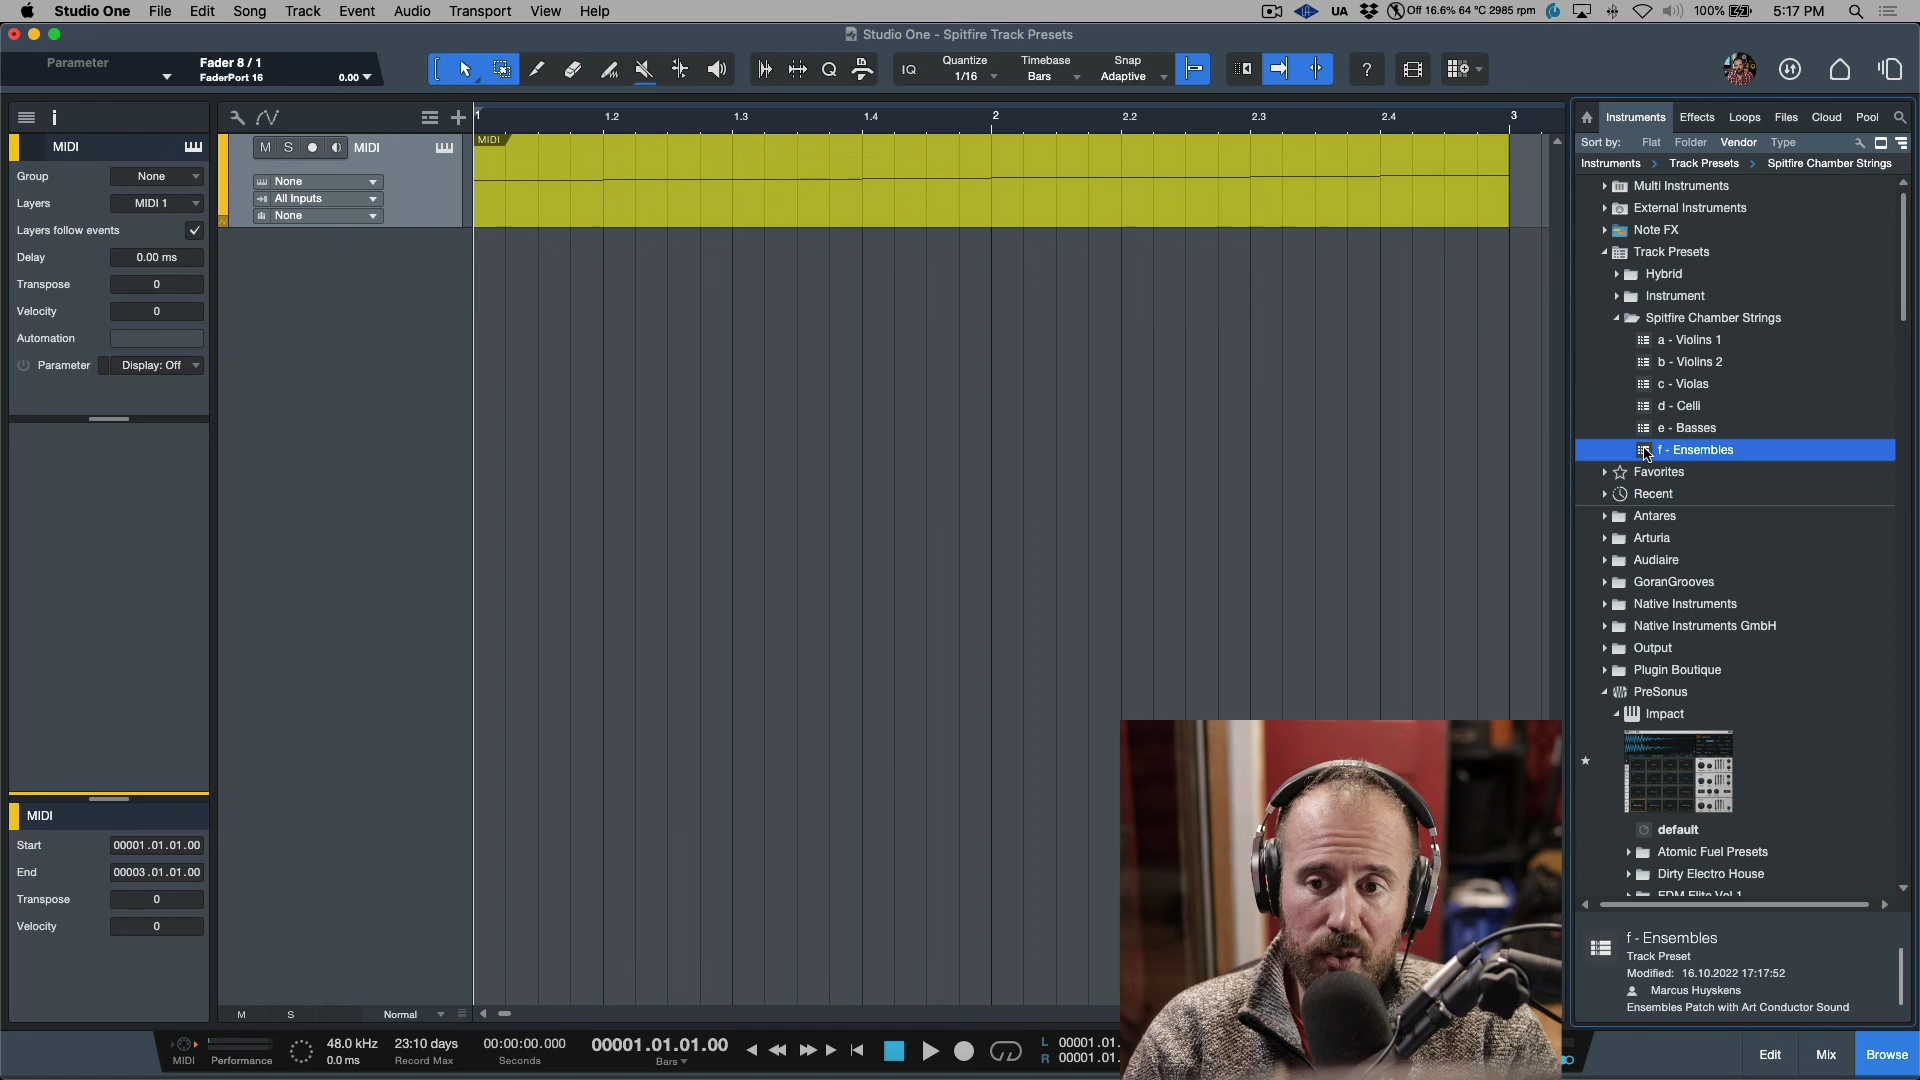 Studio One File Edit Song Track Event Audio Transport View Help
UA Off 16.6% 64 °C 2985 rpm 100% 5:17 PM
Studio One - Spitfire Track Presets
Parameter
Fader 8 / 1
FaderPort 16 0.00
IQ
Quantize
1/16
Timebase
Bars
Snap
Adaptive
?
MIDI
Group None
Layers MIDI 1
Layers follow events
Delay 0.00 ms
Transpose 0
Velocity 0
Automation
Parameter Display: Off
MIDI
Start 00001.01.01.00
End 00003.01.01.00
Transpose 0
Velocity 0
M S MIDI
None
All Inputs
None
1 1.2 1.3 1.4 2 2.2 2.3 2.4 3
MIDI
M S Normal
Instruments Effects Loops Files Cloud Pool
Sort by: Flat Folder Vendor Type
Instruments > Track Presets > Spitfire Chamber Strings
Multi Instruments
External Instruments
Note FX
Track Presets
Hybrid
Instrument
Spitfire Chamber Strings
a - Violins 1
b - Violins 2
c - Violas
d - Celli
e - Basses
f - Ensembles
Favorites
Recent
Antares
Arturia
Audiaire
GoranGrooves
Native Instruments
Native Instruments GmbH
Output
Plugin Boutique
PreSonus
Impact
default
Atomic Fuel Presets
Dirty Electro House
EDM Elite Vol 1
f - Ensembles
Track Preset
Modified: 16.10.2022 17:17:52
Marcus Huyskens
Ensembles Patch with Art Conductor Sound
MIDI
Performance
48.0 kHz
0.0 ms
23:10 days
Record Max
00:00:00.000
Seconds
00001.01.01.00
Bars
L 00001.01.
R 00001.01.
Edit Mix Browse